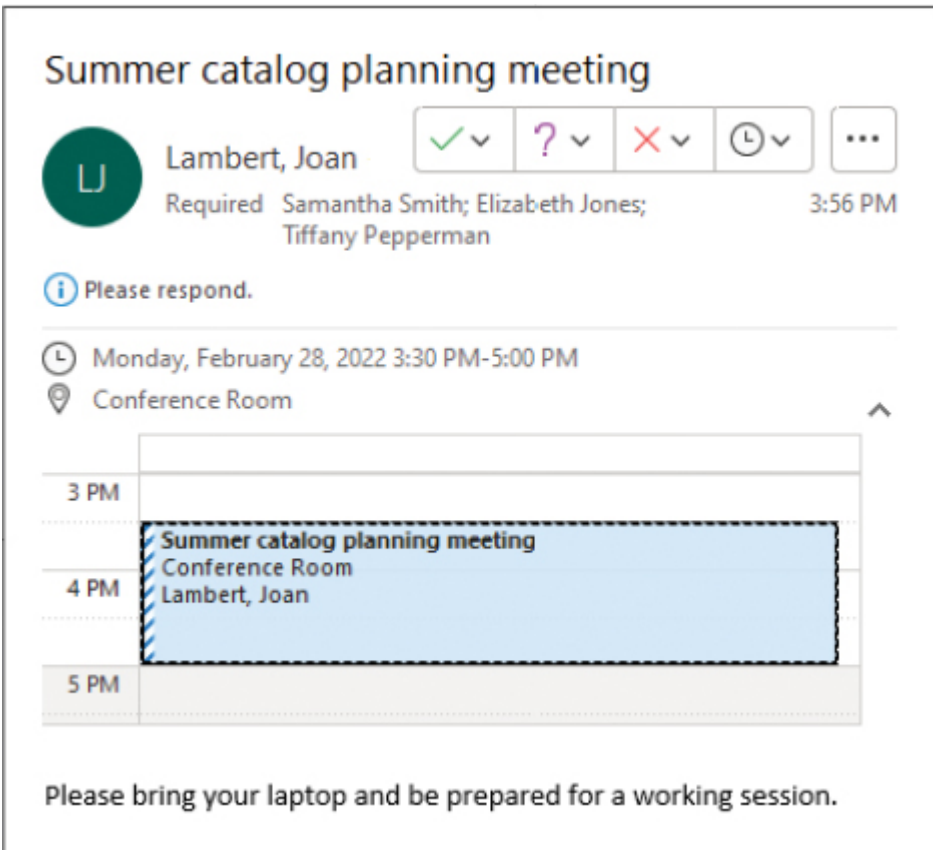 Summer catalog planning meeting
LJ
Lambert, Joan
Required Samantha Smith; Elizabeth Jones; 3:56 PM
Tiffany Pepperman
Please respond.
Monday, February 28, 2022 3:30 PM-5:00 PM
Conference Room
3 PM
Summer catalog planning meeting
Conference Room
4 PM Lambert, Joan
5 PM
Please bring your laptop and be prepared for a working session.